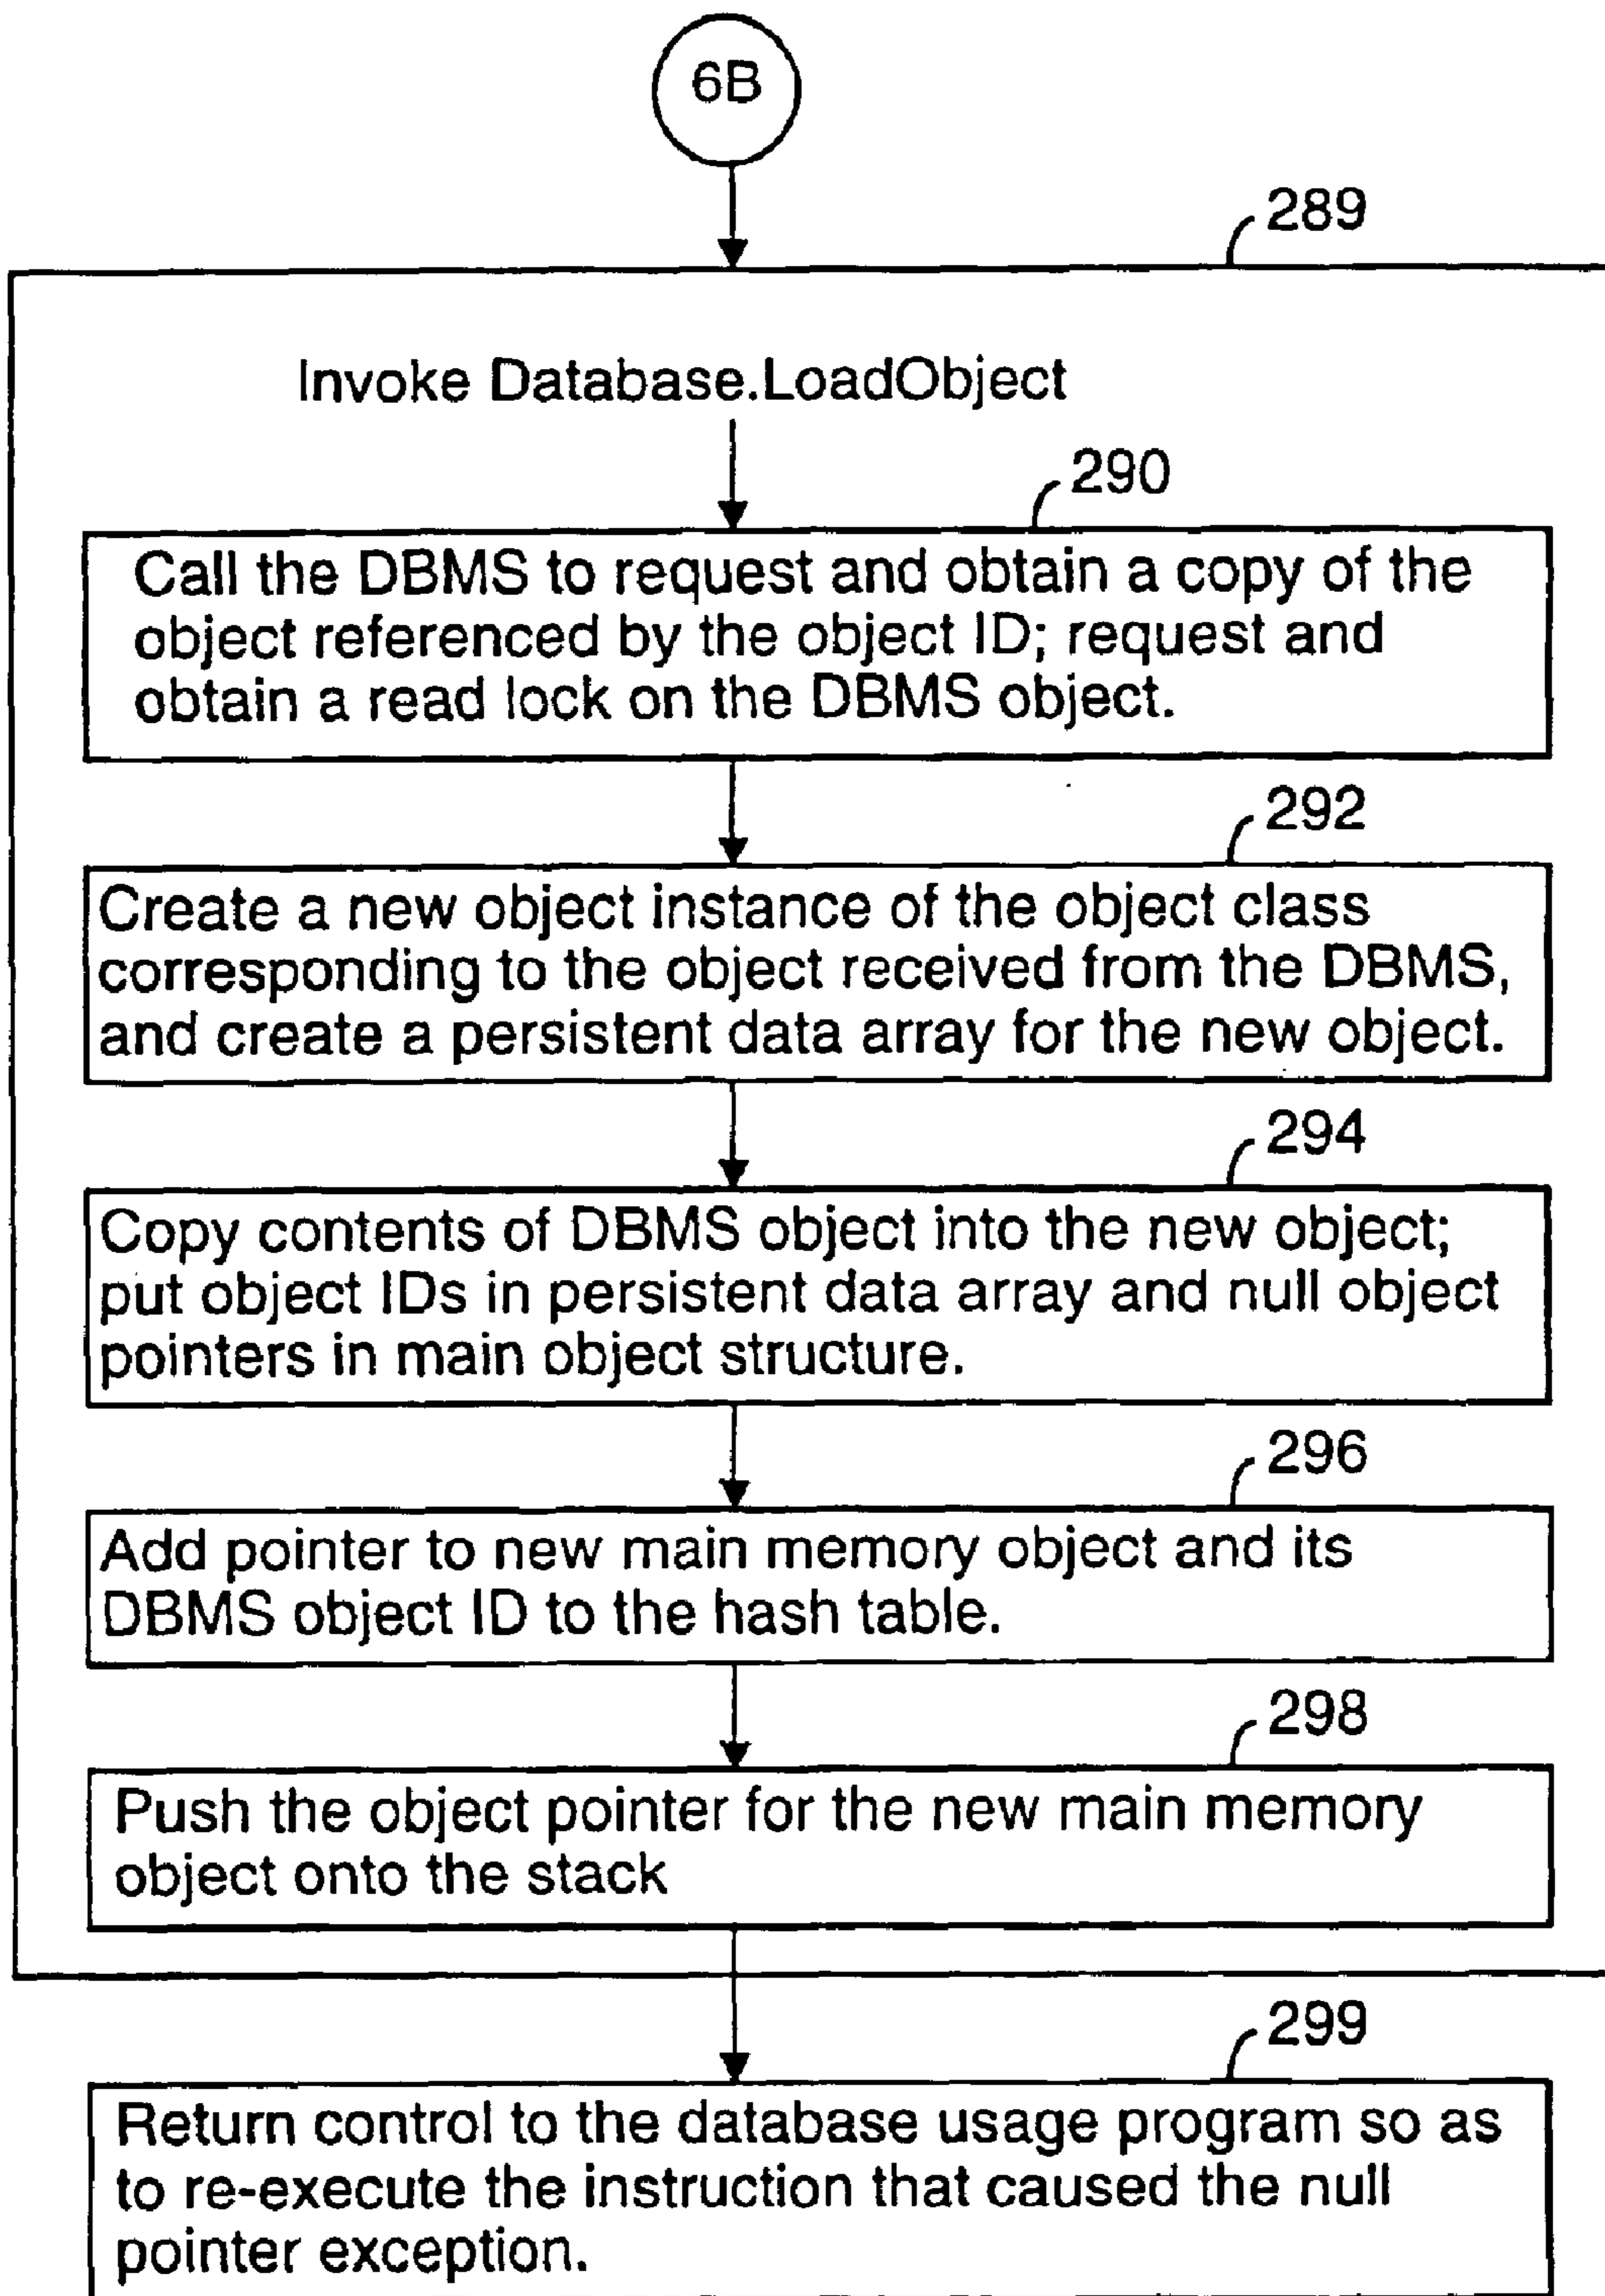 6B
289
Invoke Database.LoadObject
290
Call the DBMS to request and obtain a copy of the
object referenced by the object ID; request and
obtain a read lock on the DBMS object.
292
Create a new object instance of the object class
corresponding to the object received from the DBMS,
and create a persistent data array for the new object.
294
Copy contents of DBMS object into the new object;
put object IDs in persistent data array and null object
pointers in main object structure.
296
Add pointer to new main memory object and its
DBMS object ID to the hash table.
298
Push the object pointer for the new main memory
object onto the stack
299
Return control to the database usage program so as
to re-execute the instruction that caused the null
pointer exception.